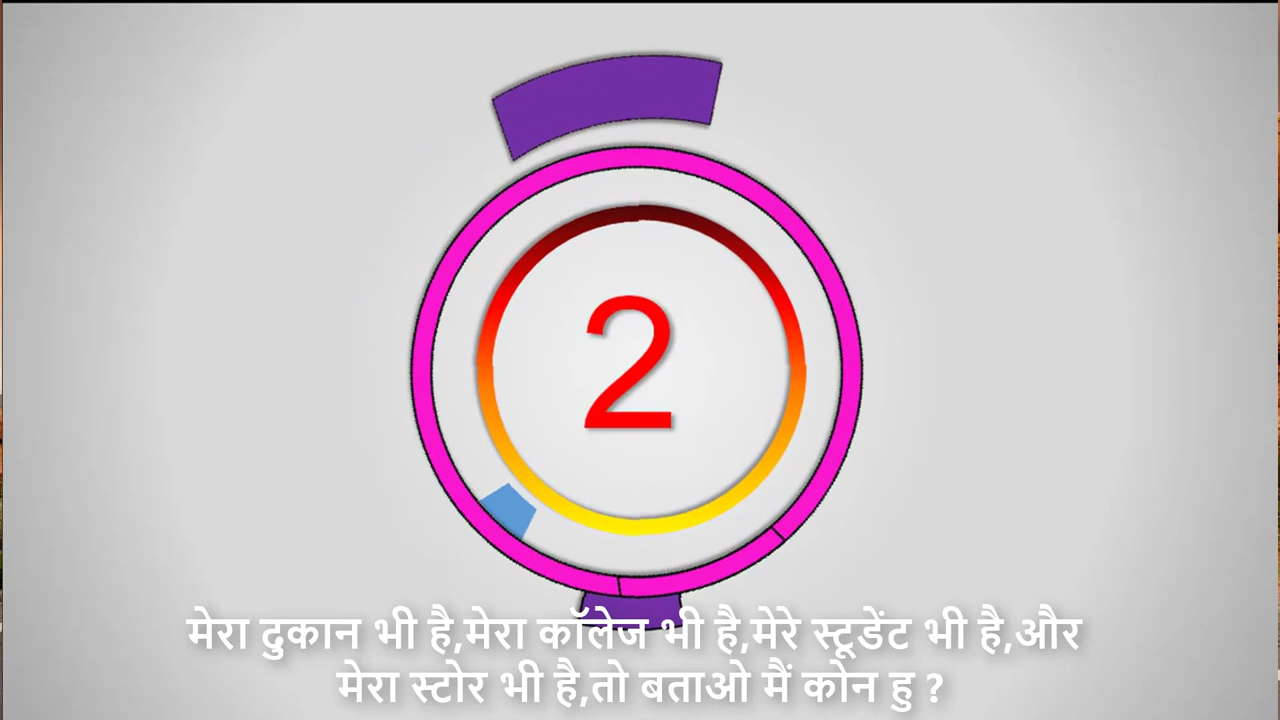 2
मेरा दुकान भी है,मेरा कॉलेज भी है,मेरे स्टूडेंट भी है,और
मेरा स्टोर भी है,तो बताओ मैं कोन हु ?